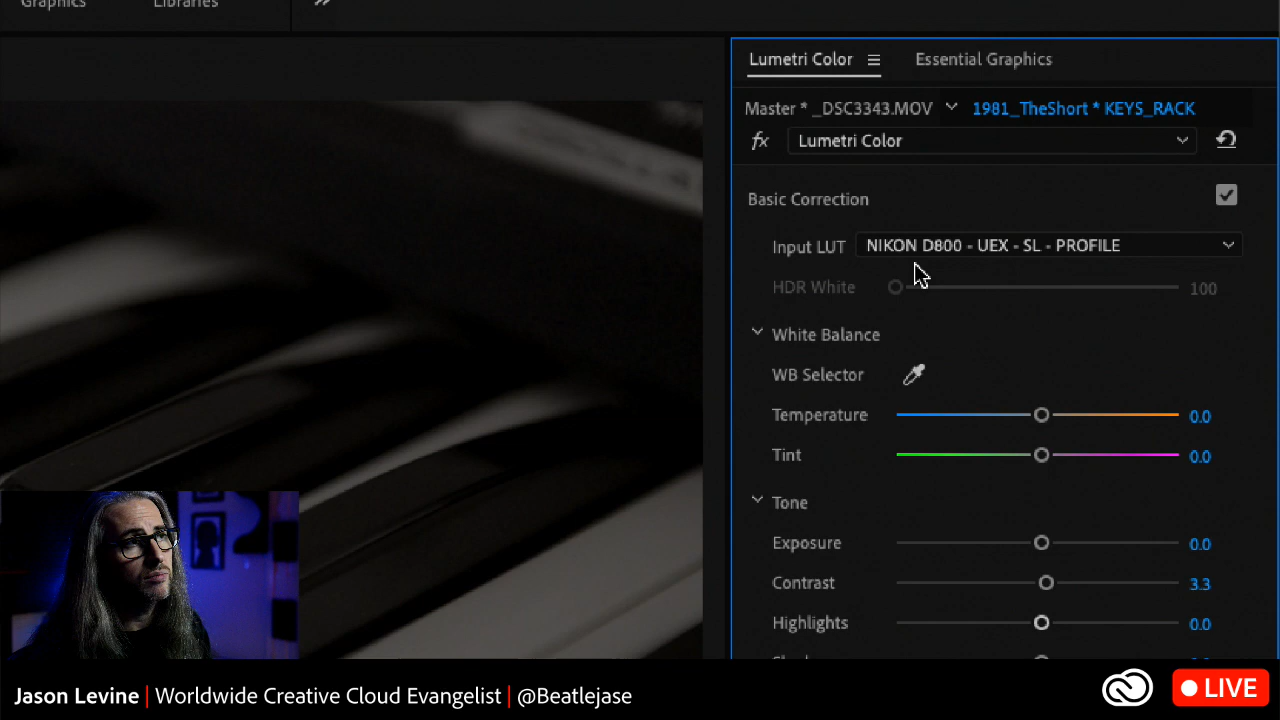 Graphics Libraries
Lumetri Color Essential Graphics
Master * _DSC3343.MOV 1981_TheShort * KEYS_RACK
fx Lumetri Color
Basic Correction
Input LUT NIKON D800 - UEX - SL - PROFILE
HDR White 100
White Balance
WB Selector
Temperature 0.0
Tint 0.0
Tone
Exposure 0.0
Contrast 3.3
Highlights 0.0
Jason Levine | Worldwide Creative Cloud Evangelist | @Beatlejase
LIVE